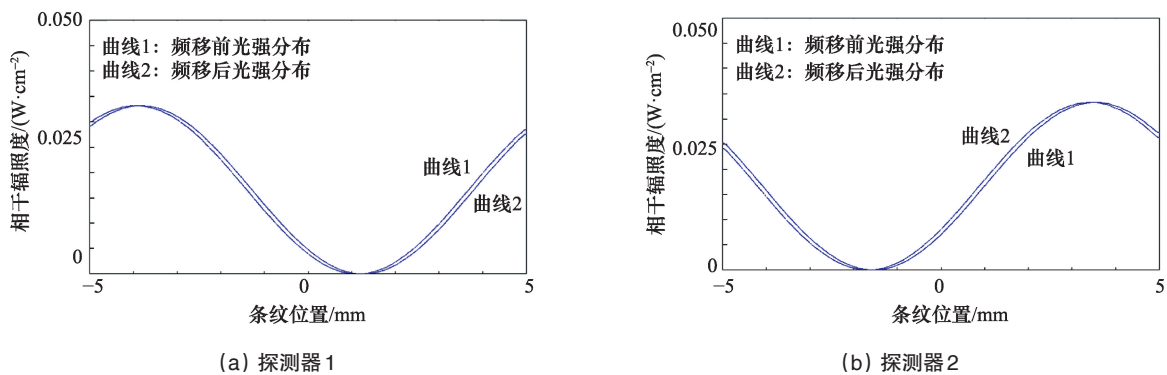 0.050
曲线1：频移前光强分布
曲线2：频移后光强分布
相干辐照度/(W·cm⁻²)
0.025
曲线1
曲线2
0
−5
0
5
条纹位置/mm
(a) 探测器1
0.050
曲线1：频移前光强分布
曲线2：频移后光强分布
相干辐照度/(W·cm⁻²)
曲线2
0.025
曲线1
0
−5
0
5
条纹位置/mm
(b) 探测器2